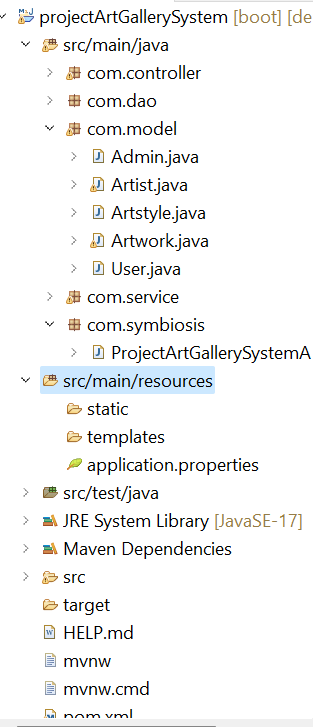 projectArtGallerySystem [boot] [de
src/main/java
com.controller
com.dao
com.model
Admin.java
Artist.java
Artstyle.java
Artwork.java
User.java
com.service
com.symbiosis
ProjectArtGallerySystemA
src/main/resources
static
templates
application.properties
src/test/java
JRE System Library [JavaSE-17]
Maven Dependencies
src
target
HELP.md
mvnw
mvnw.cmd
pom.xml